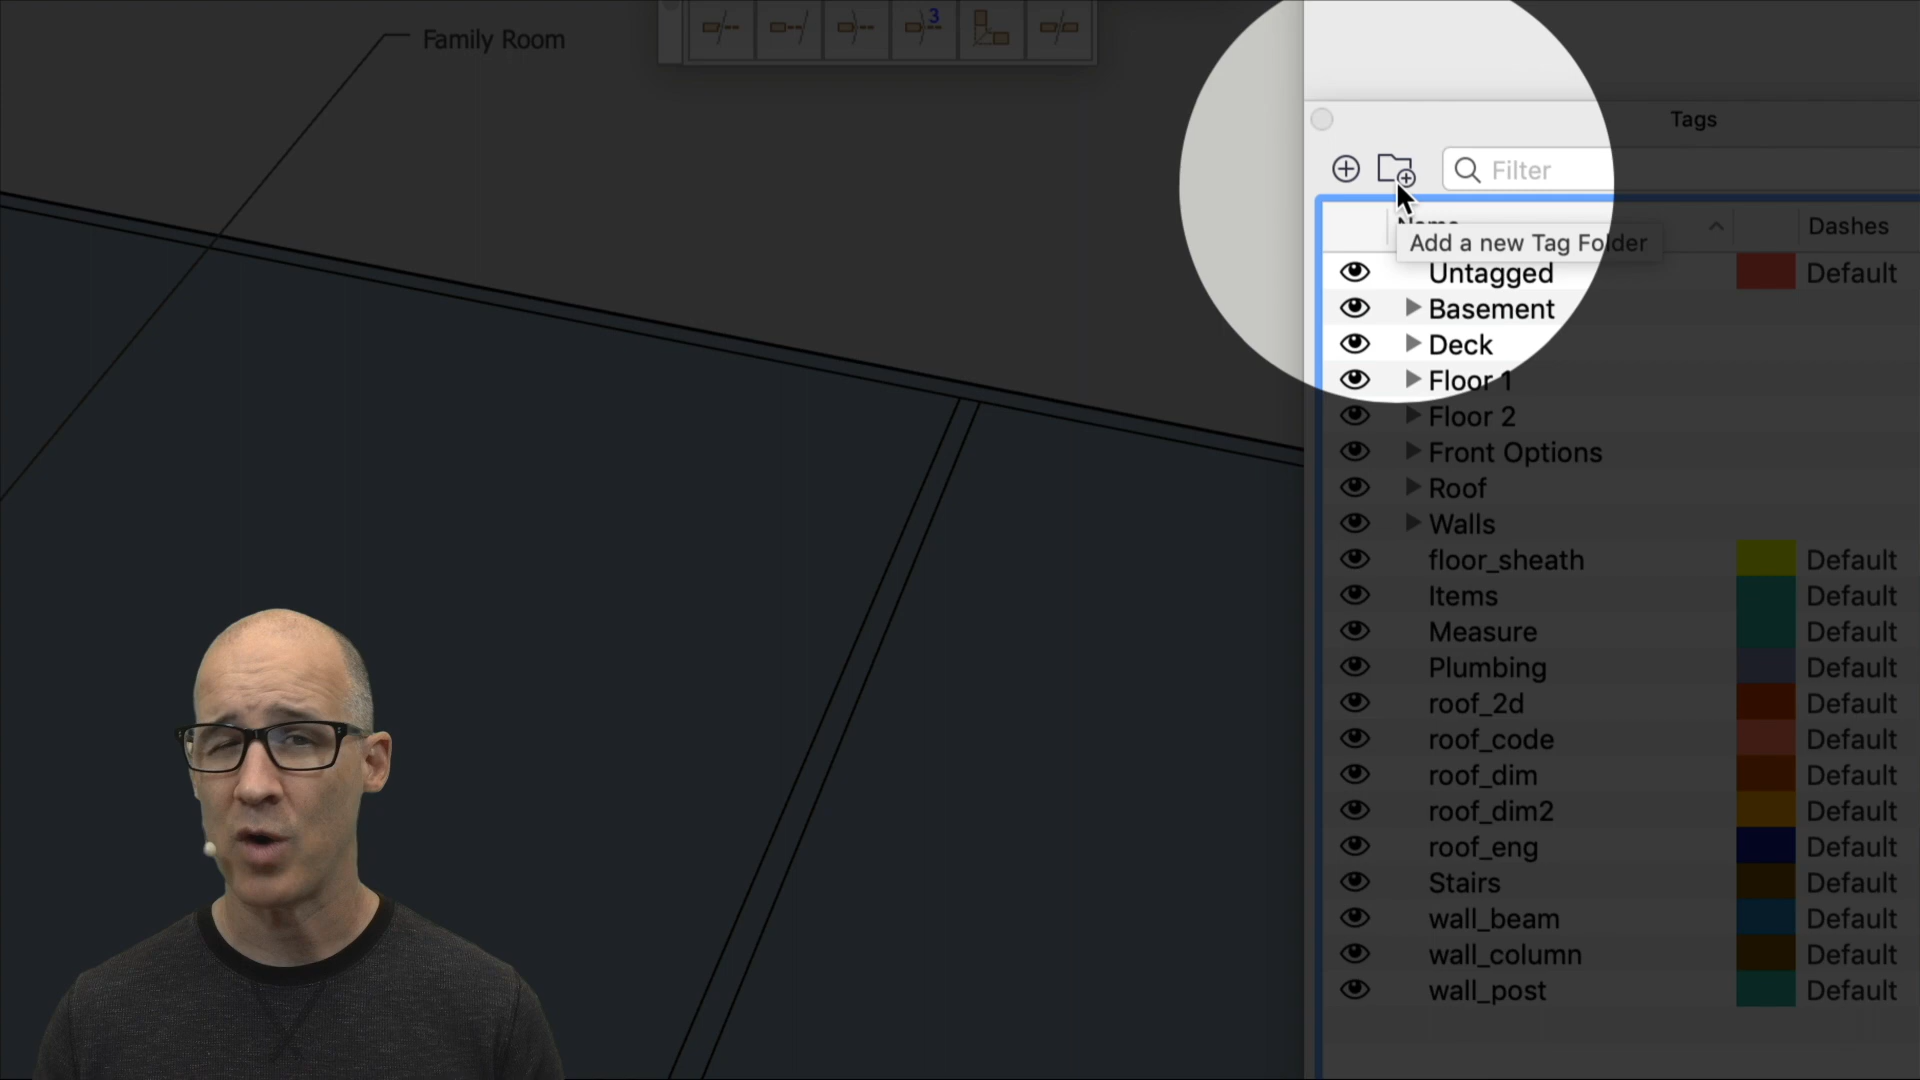 Family Room
3
Tags
Filter
Name Dashes
Add a new Tag Folder
Untagged Default
Basement
Deck
Floor 1
Floor 2
Front Options
Roof
Walls
floor_sheath Default
Items Default
Measure Default
Plumbing Default
roof_2d Default
roof_code Default
roof_dim Default
roof_dim2 Default
roof_eng Default
Stairs Default
wall_beam Default
wall_column Default
wall_post Default